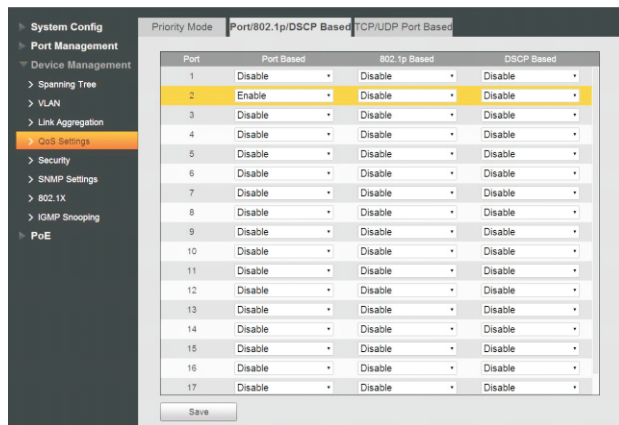 System Config
Port Management
Device Management
> Spanning Tree
> VLAN
> Link Aggregation
> QoS Settings
> Security
> SNMP Settings
> 802.1X
> IGMP Snooping
PoE
Priority Mode Port/802.1p/DSCP Based TCP/UDP Port Based
Port Port Based 802.1p Based DSCP Based
1 Disable Disable Disable
2 Enable Disable Disable
3 Disable Disable Disable
4 Disable Disable Disable
5 Disable Disable Disable
6 Disable Disable Disable
7 Disable Disable Disable
8 Disable Disable Disable
9 Disable Disable Disable
10 Disable Disable Disable
11 Disable Disable Disable
12 Disable Disable Disable
13 Disable Disable Disable
14 Disable Disable Disable
15 Disable Disable Disable
16 Disable Disable Disable
17 Disable Disable Disable
Save